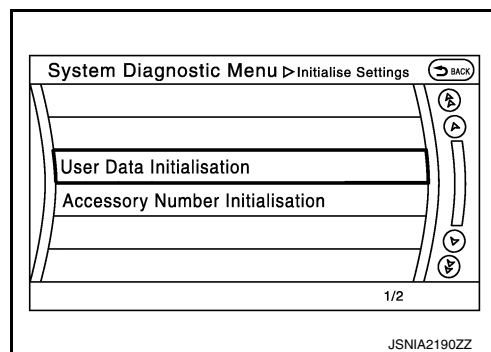 System Diagnostic Menu ▷ Initialise Settings
BACK
User Data Initialisation
Accessory Number Initialisation
1/2
JSNIA2190ZZ